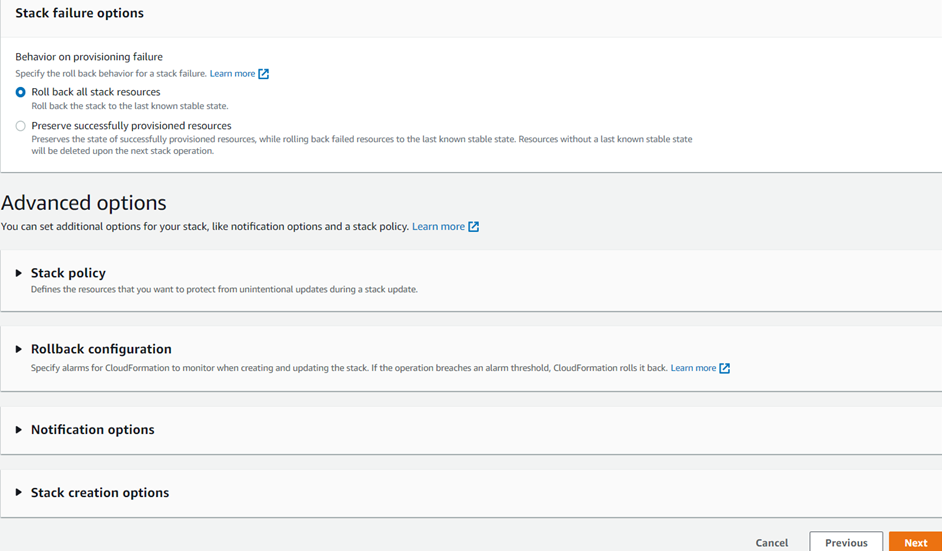 Stack failure options
Behavior on provisioning failure
Specify the roll back behavior for a stack failure. Learn more
Roll back all stack resources
Roll back the stack to the last known stable state.
Preserve successfully provisioned resources
Preserves the state of successfully provisioned resources, while rolling back failed resources to the last known stable state. Resources without a last known stable state
will be deleted upon the next stack operation.
Advanced options
You can set additional options for your stack, like notification options and a stack policy. Learn more
Stack policy
Defines the resources that you want to protect from unintentional updates during a stack update.
Rollback configuration
Specify alarms for CloudFormation to monitor when creating and updating the stack. If the operation breaches an alarm threshold, CloudFormation rolls it back. Learn more
Notification options
Stack creation options
Cancel Previous Next